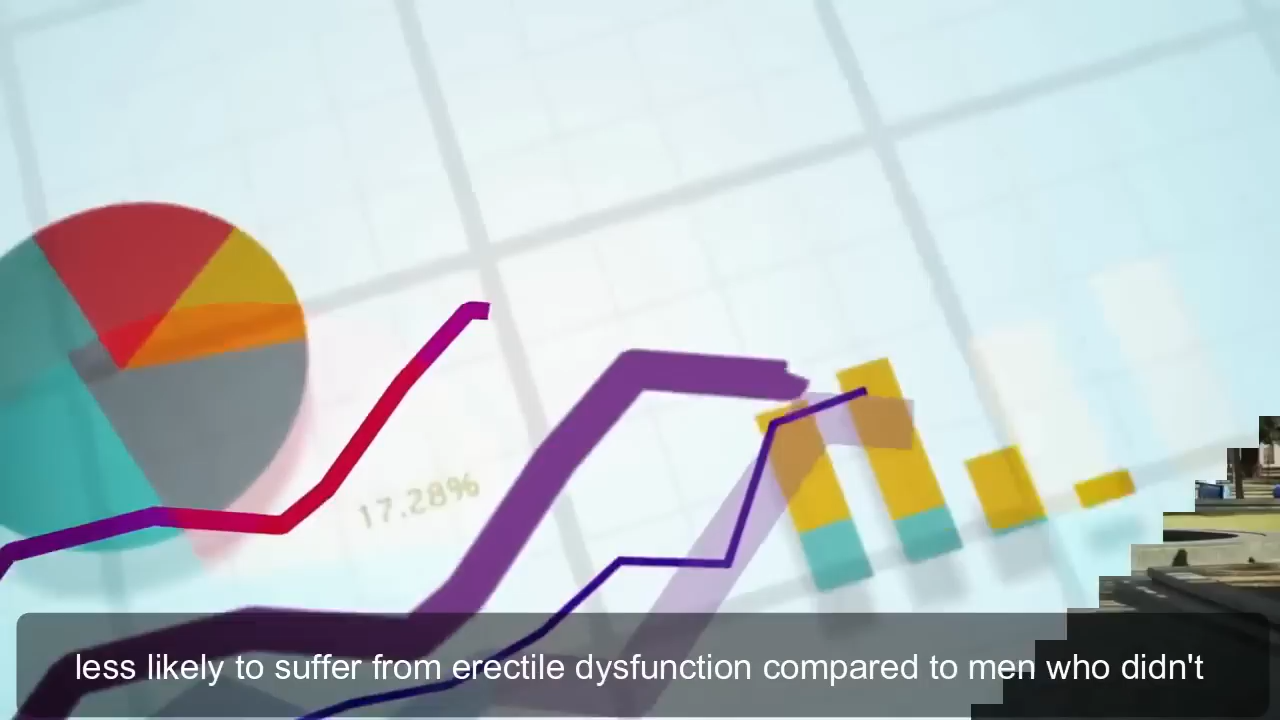 17.28%
less likely to suffer from erectile dysfunction compared to men who didn't